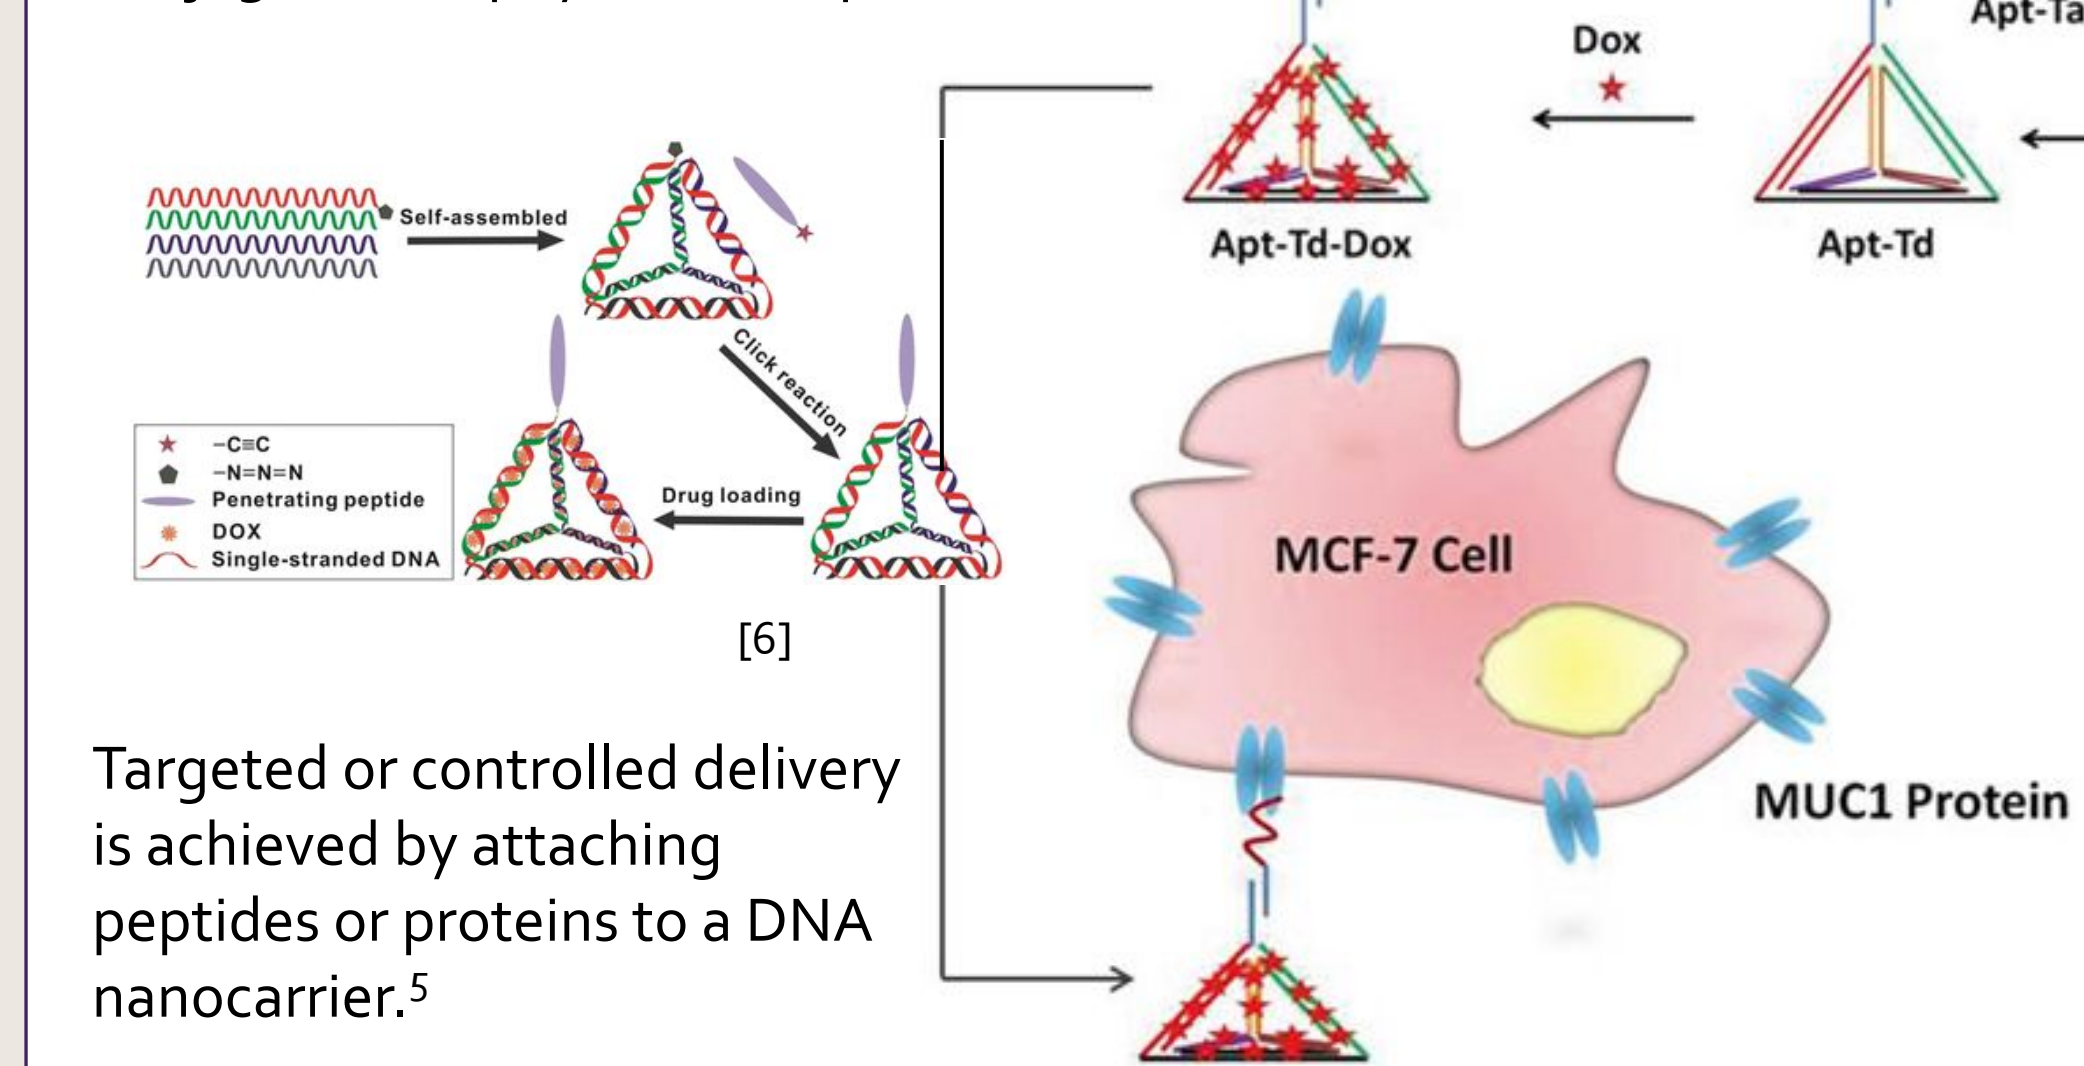 Dox
Apt-Ta
Self-assembled
Apt-Td-Dox
Apt-Td
Click reaction
–C≡C
–N=N=N
Penetrating peptide
DOX
Single-stranded DNA
Drug loading
MCF-7 Cell
[6]
MUC1 Protein
Targeted or controlled delivery
is achieved by attaching
peptides or proteins to a DNA
nanocarrier.⁵